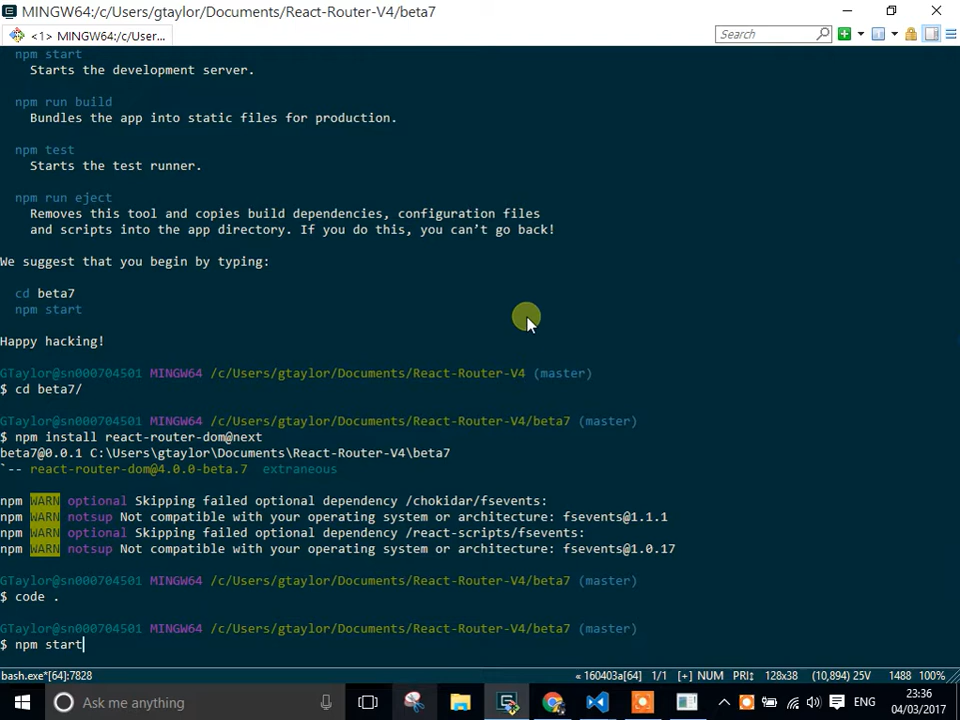 MINGW64:/c/Users/gtaylor/Documents/React-Router-V4/beta7
<1> MINGW64:/c/User...
Search
npm start
Starts the development server.
npm run build
Bundles the app into static files for production.
npm test
Starts the test runner.
npm run eject
Removes this tool and copies build dependencies, configuration files
and scripts into the app directory. If you do this, you can’t go back!
We suggest that you begin by typing:
cd beta7
npm start
Happy hacking!
GTaylor@sn000704501 MINGW64 /c/Users/gtaylor/Documents/React-Router-V4 (master)
$ cd beta7/
GTaylor@sn000704501 MINGW64 /c/Users/gtaylor/Documents/React-Router-V4/beta7 (master)
$ npm install react-router-dom@next
beta7@0.0.1 C:\Users\gtaylor\Documents\React-Router-V4\beta7
`-- react-router-dom@4.0.0-beta.7  extraneous
npm WARN optional Skipping failed optional dependency /chokidar/fsevents:
npm WARN notsup Not compatible with your operating system or architecture: fsevents@1.1.1
npm WARN optional Skipping failed optional dependency /react-scripts/fsevents:
npm WARN notsup Not compatible with your operating system or architecture: fsevents@1.0.17
GTaylor@sn000704501 MINGW64 /c/Users/gtaylor/Documents/React-Router-V4/beta7 (master)
$ code .
GTaylor@sn000704501 MINGW64 /c/Users/gtaylor/Documents/React-Router-V4/beta7 (master)
$ npm start
bash.exe*[64]:7828 « 160403a[64] 1/1 [+] NUM PRI↕ 128x38 (10,894) 25V 1488 100%
Ask me anything
ENG
23:36
04/03/2017